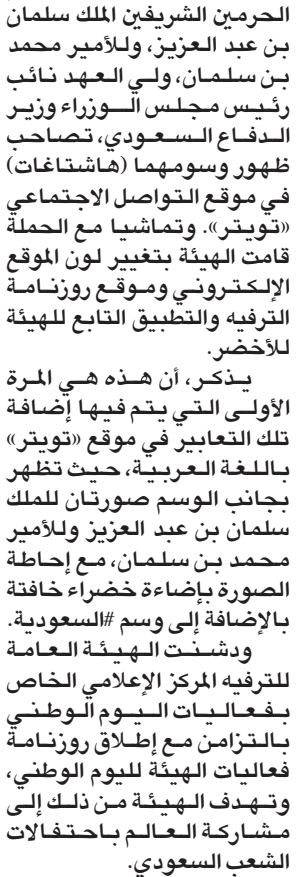 الحرمين الشريفين الملك سلمان
بن عبد العزيز، وللأمير محمد
بن سلمان، ولي العهد نائب
رئيس مجلس الوزراء وزير
الدفاع السعودي، تصاحب
ظهور وسومهما (هاشتاغات)
في موقع التواصل الاجتماعي
«تويتر». وتماشيا مع الحملة
قامت الهيئة بتغيير لون الموقع
الإلكتروني وموقع روزنامة
الترفيه والتطبيق التابع للهيئة
للأخضر.
يذكر، أن هذه هي المرة
الأولى التي يتم فيها إضافة
تلك التعابير في موقع «تويتر»
باللغة العربية، حيث تظهر
بجانب الوسم صورتان للملك
سلمان بن عبد العزيز وللأمير
محمد بن سلمان، مع إحاطة
الصورة بإضاءة خضراء خافتة
بالإضافة إلى وسم #السعودية.
ودشنت الهيئة العامة
للترفيه المركز الإعلامي الخاص
بفعاليات اليوم الوطني
بالتزامن مع إطلاق روزنامة
فعاليات الهيئة لليوم الوطني،
وتهدف الهيئة من ذلك إلى
مشاركة العالم باحتفالات
الشعب السعودي.